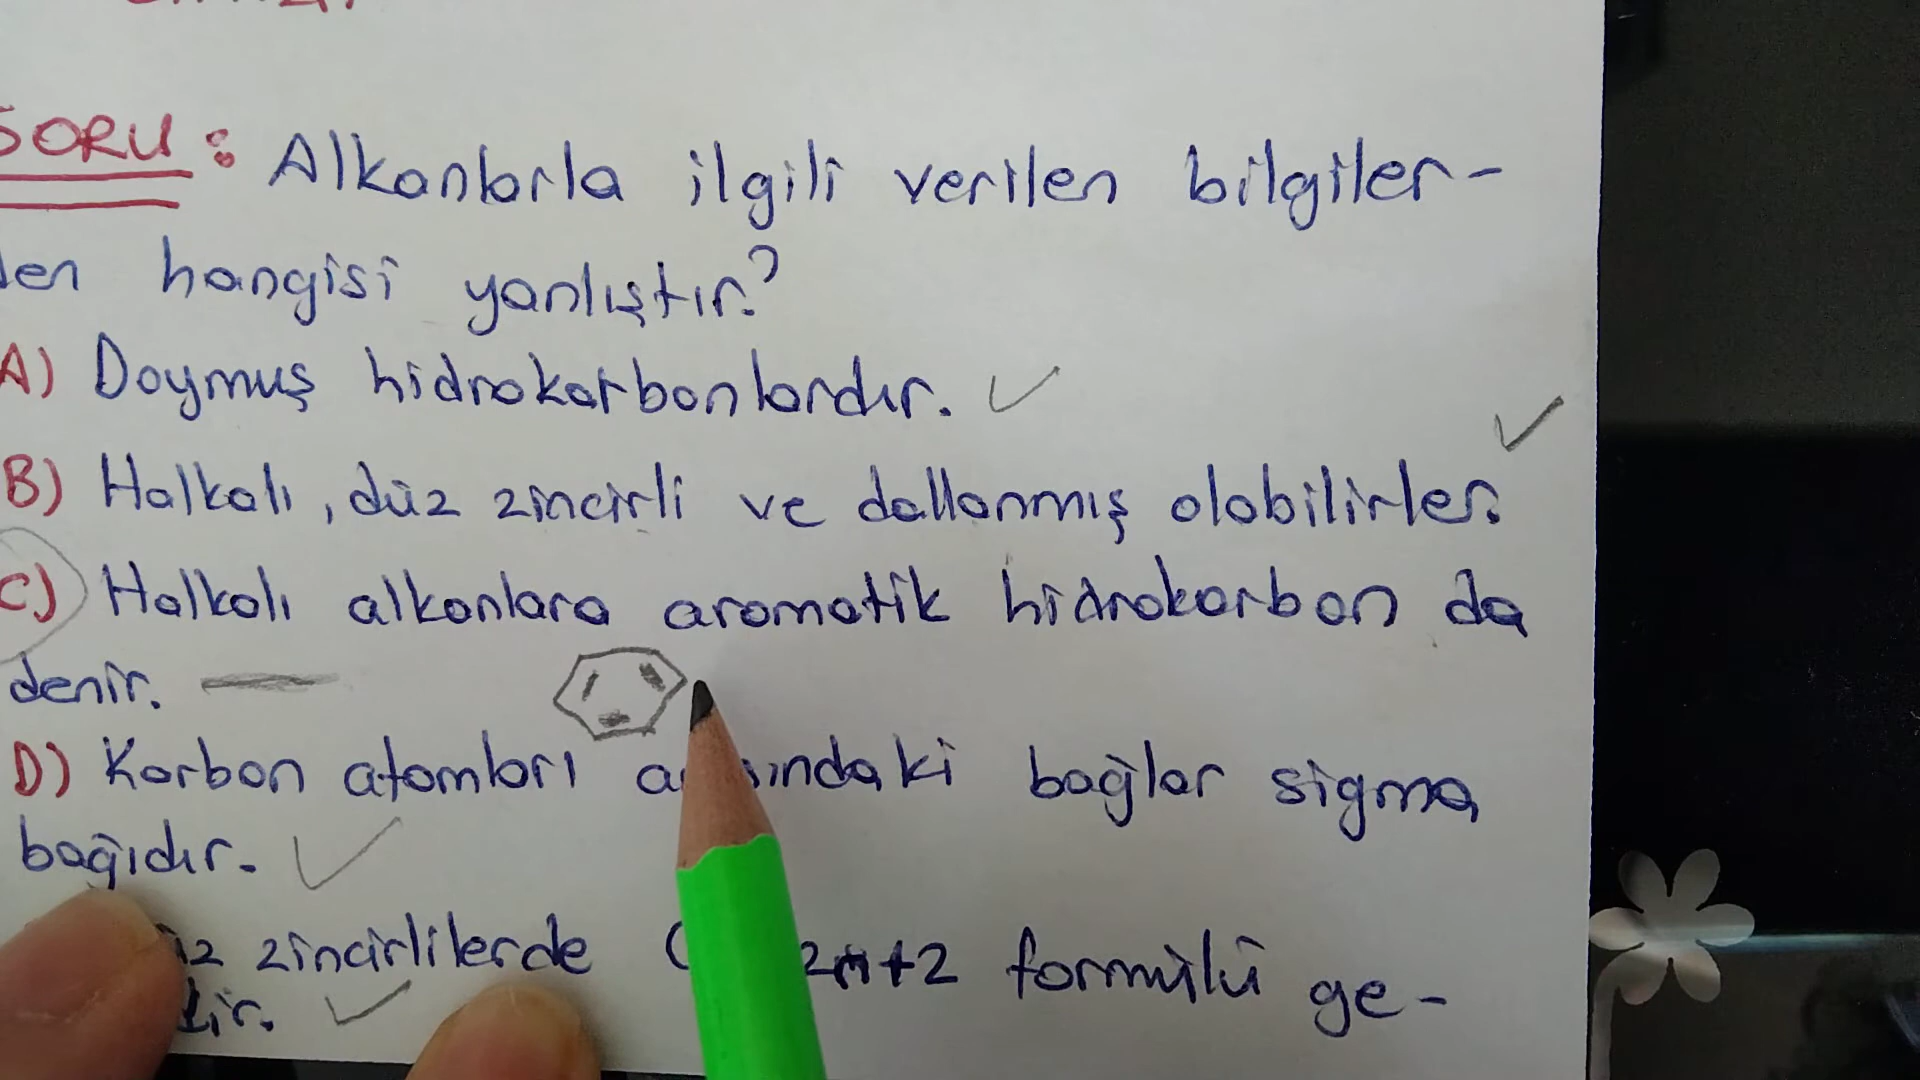 SORU: Alkanlarla ilgili verilen bilgiler-
den hangisi yanlıştır?
A) Doymuş hidrokarbonlardır.
B) Halkalı, düz zincirli ve dallanmış olabilirler.
C) Halkalı alkanlara aromatik hidrokarbon da
denir.
D) Karbon atomları arasındaki bağlar sigma
bağıdır.
zincirlilerde 2n+2 formülü ge-